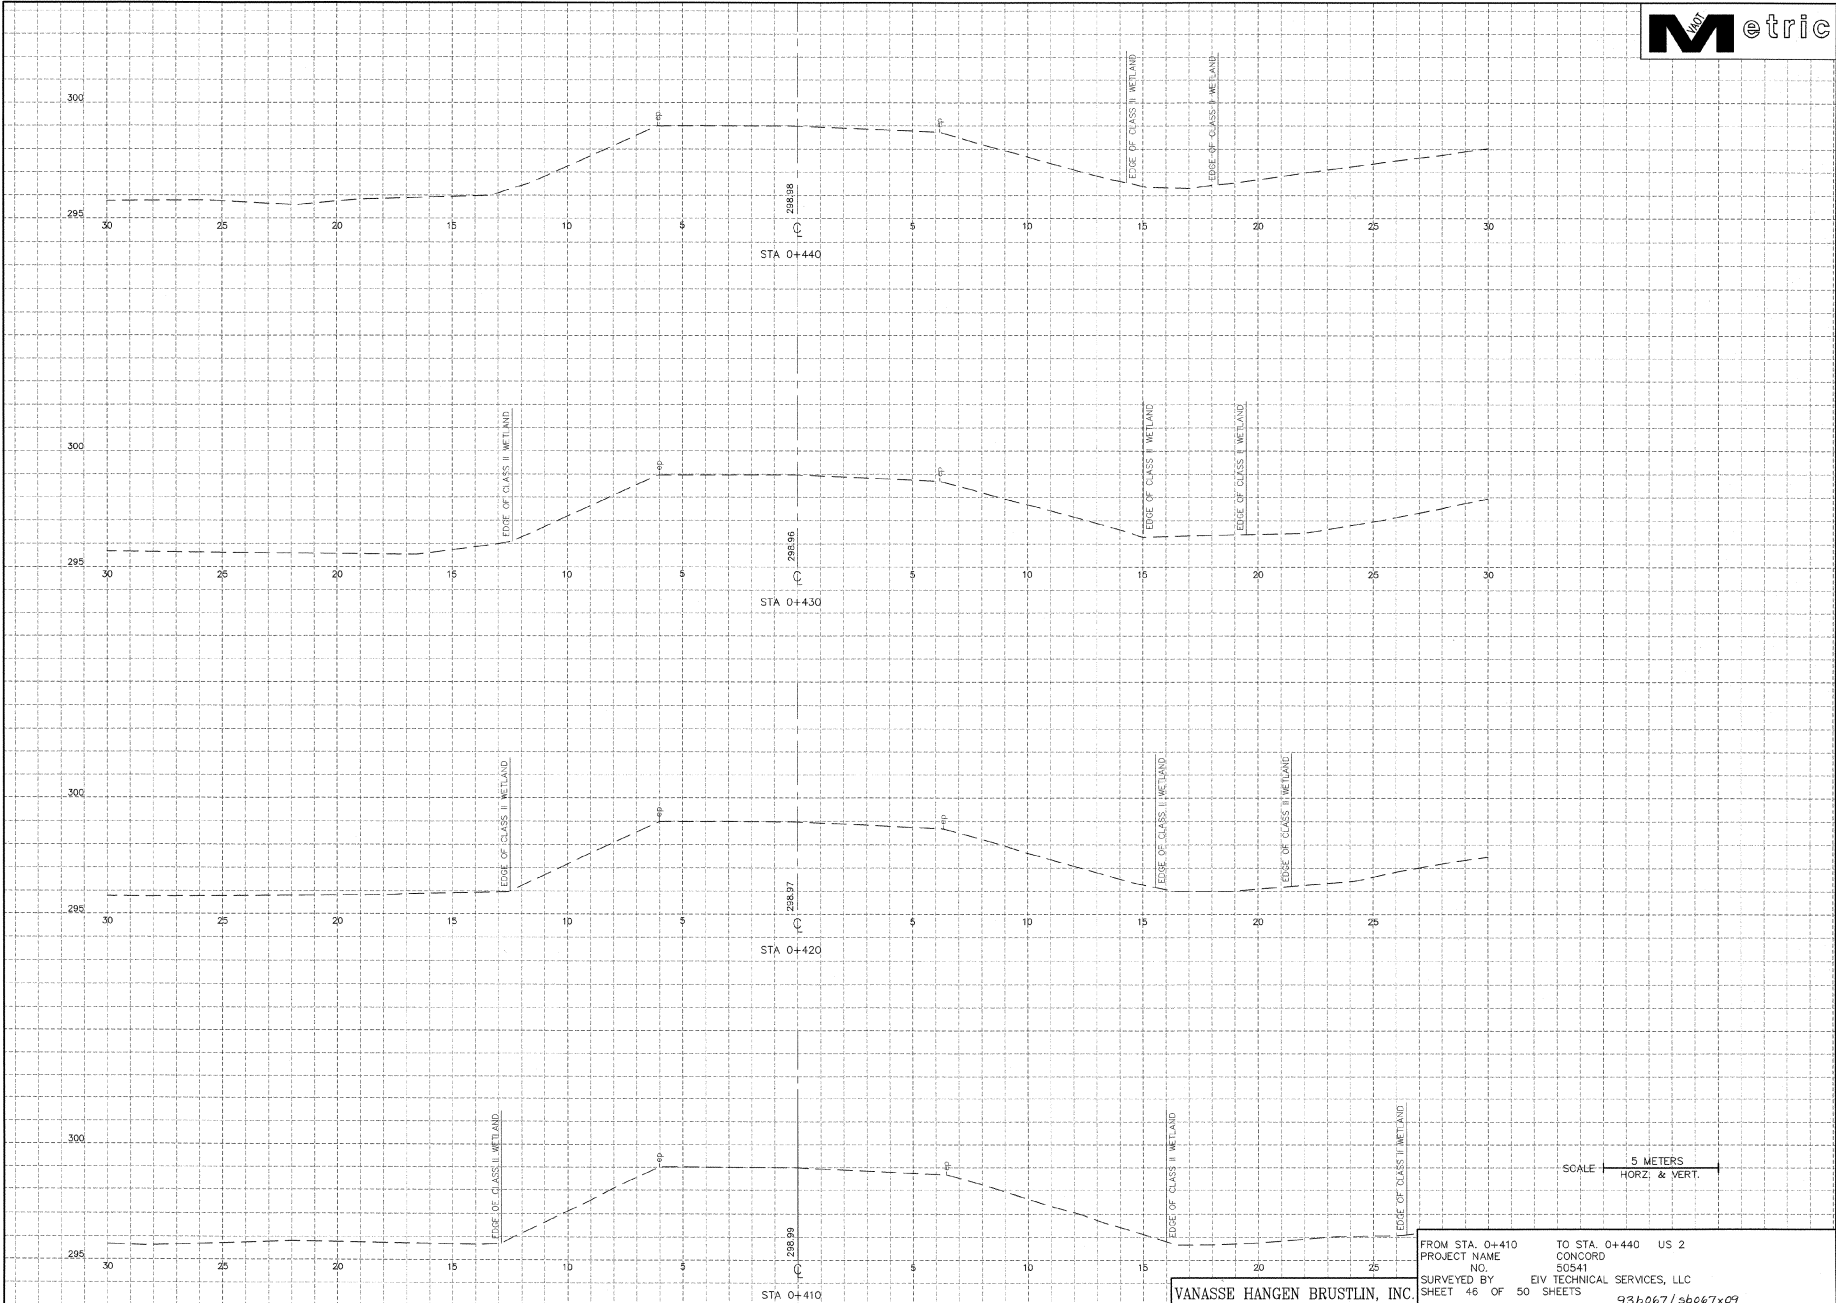 VAOT Metric
EDGE OF CLASS II WETLAND
EDGE OF CLASS II WETLAND
300
ep
ep
298.98
295
30 25 20 15 10 5 ℄ 5 10 15 20 25 30
STA 0+440
EDGE OF CLASS II WETLAND
EDGE OF CLASS II WETLAND
EDGE OF CLASS II WETLAND
300
ep
ep
298.96
295
30 25 20 15 10 5 ℄ 5 10 15 20 25 30
STA 0+430
EDGE OF CLASS II WETLAND
EDGE OF CLASS II WETLAND
EDGE OF CLASS II WETLAND
300
ep
ep
298.97
295
30 25 20 15 10 5 ℄ 5 10 15 20 25
STA 0+420
EDGE OF CLASS II WETLAND
EDGE OF CLASS II WETLAND
EDGE OF CLASS II WETLAND
300
ep
ep
298.99
295
30 25 20 15 10 5 ℄ 5 10 15 20 25
STA 0+410
SCALE 5 METERS
HORZ. & VERT.
VANASSE HANGEN BRUSTLIN, INC.
FROM STA. 0+410 TO STA. 0+440 US 2
PROJECT NAME CONCORD
NO. 50541
SURVEYED BY EIV TECHNICAL SERVICES, LLC
SHEET 46 OF 50 SHEETS
93b067/sb067x09